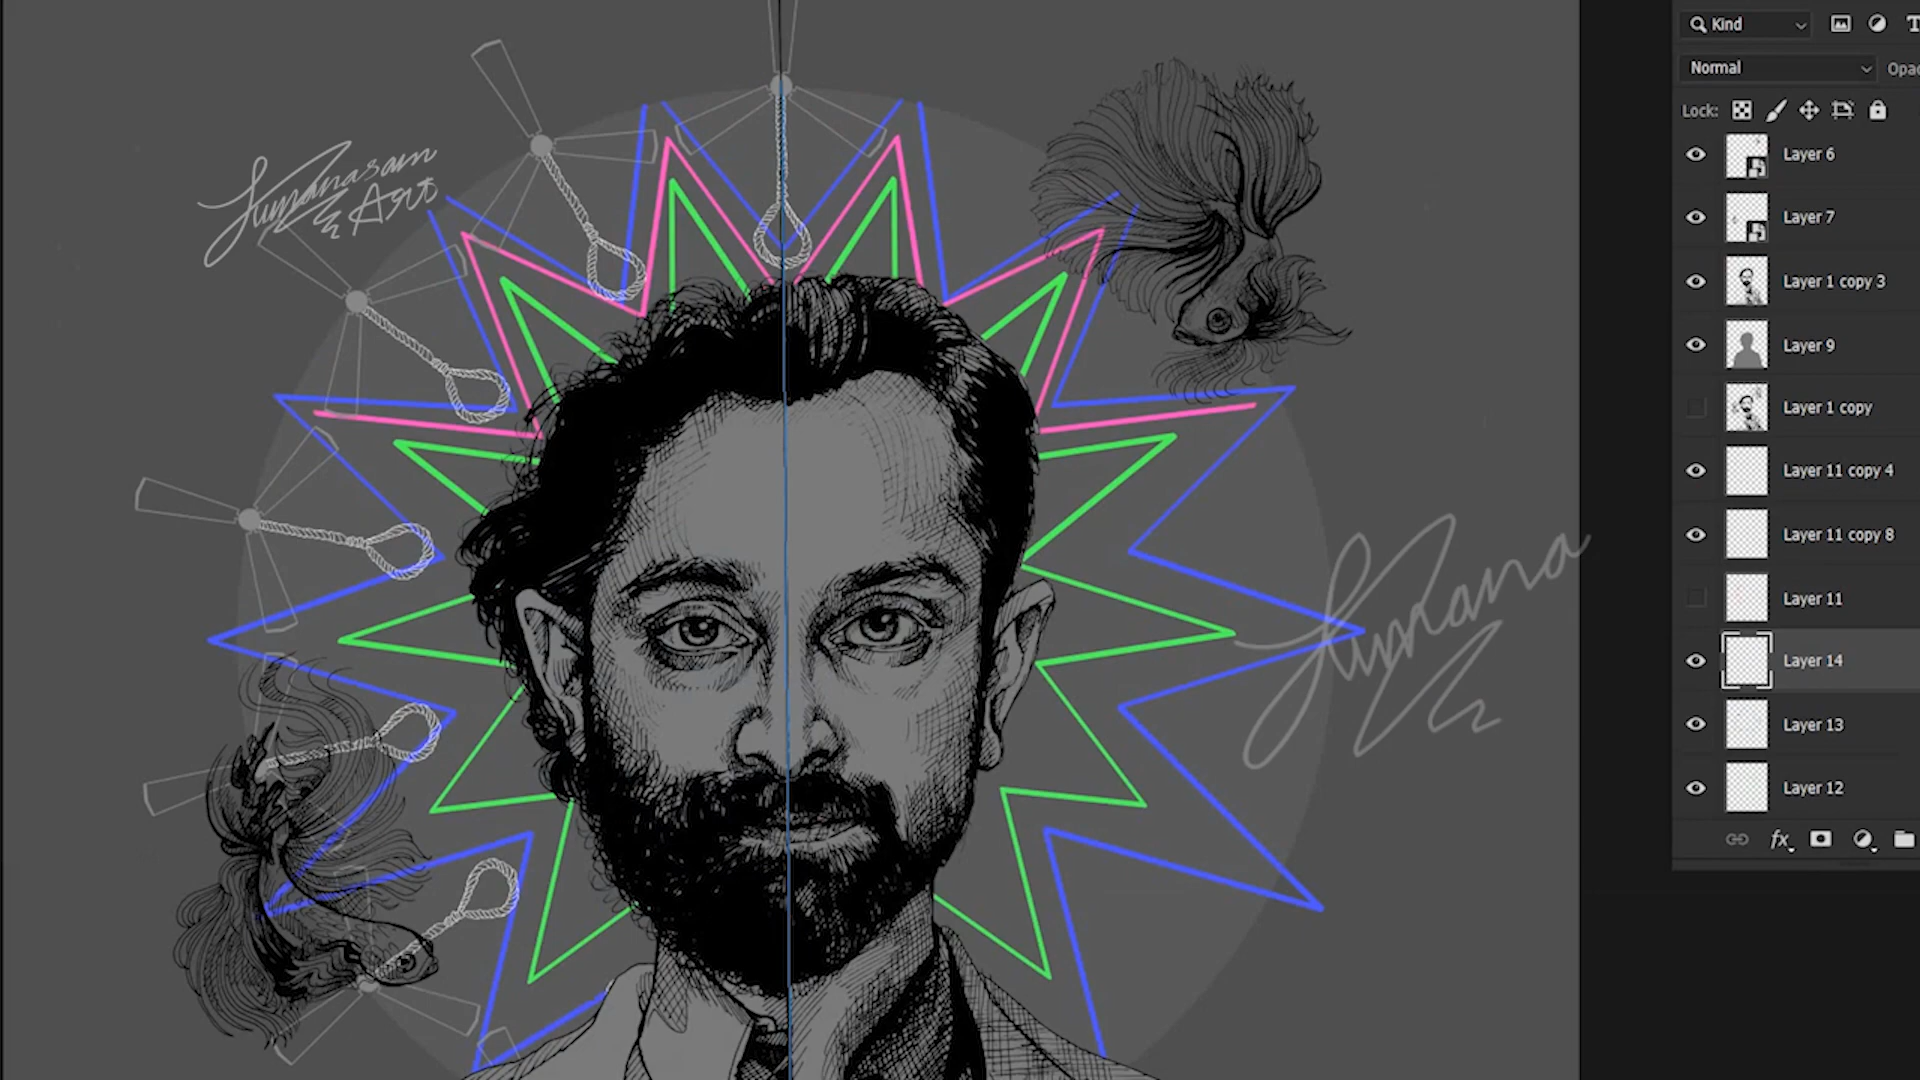 Kind
T
Normal
Opac
Lock:
Layer 6
Layer 7
Layer 1 copy 3
Layer 9
Layer 1 copy
Layer 11 copy 4
Layer 11 copy 8
Layer 11
Layer 14
Layer 13
Layer 12
fx